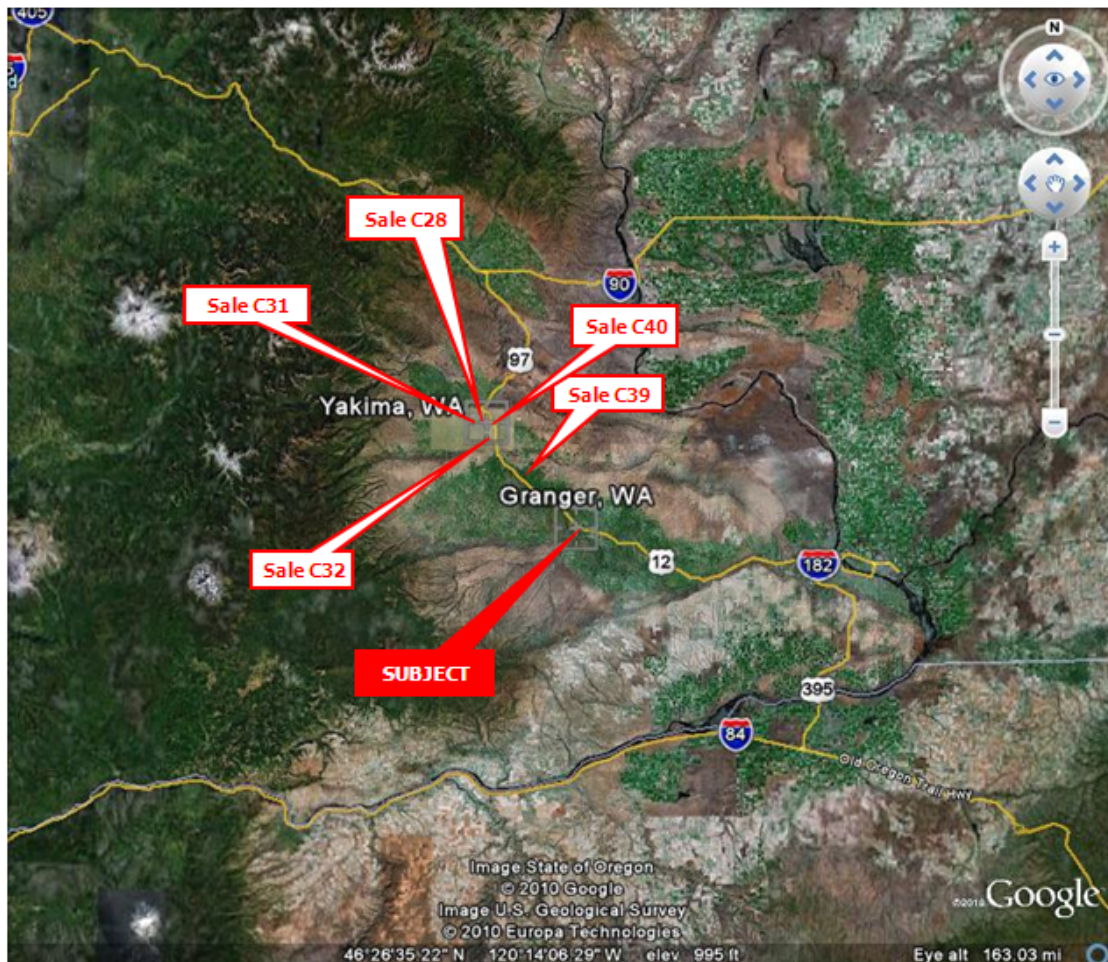 405
5
N
Sale C28
Sale C31
90
Sale C40
97
Sale C39
Yakima, WA
Granger, WA
Sale C32
12
182
SUBJECT
395
84
Old Oregon Trail Hwy
Image State of Oregon
© 2010 Google
Image U.S. Geological Survey
© 2010 Europa Technologies
©2010 Google
46°26'35.22" N 120°14'06.29" W elev 995 ft
Eye alt 163.03 mi